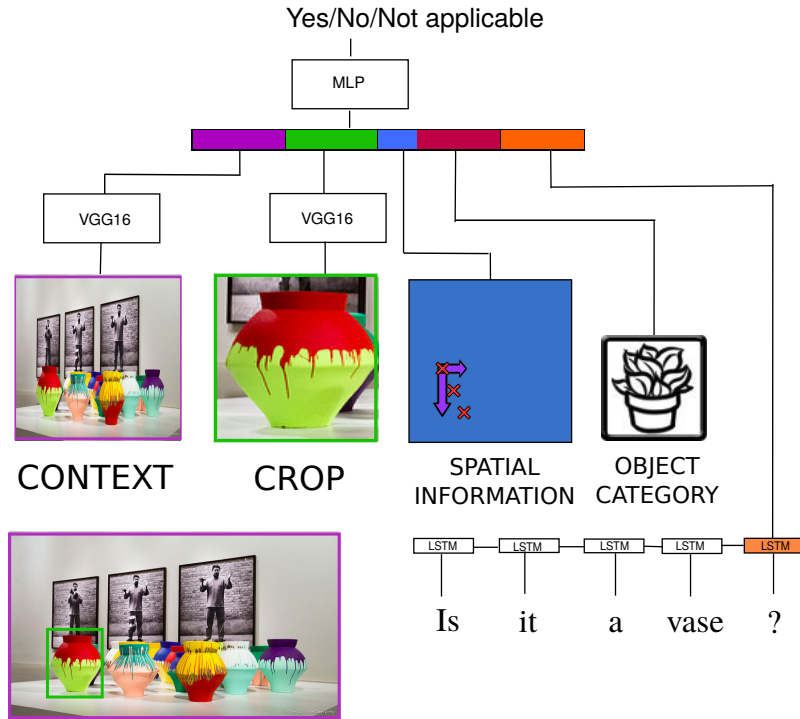 Yes/No/Not applicable
MLP
VGG16
VGG16
CONTEXT
CROP
SPATIAL
INFORMATION
OBJECT
CATEGORY
LSTM LSTM LSTM LSTM LSTM
Is it a vase ?